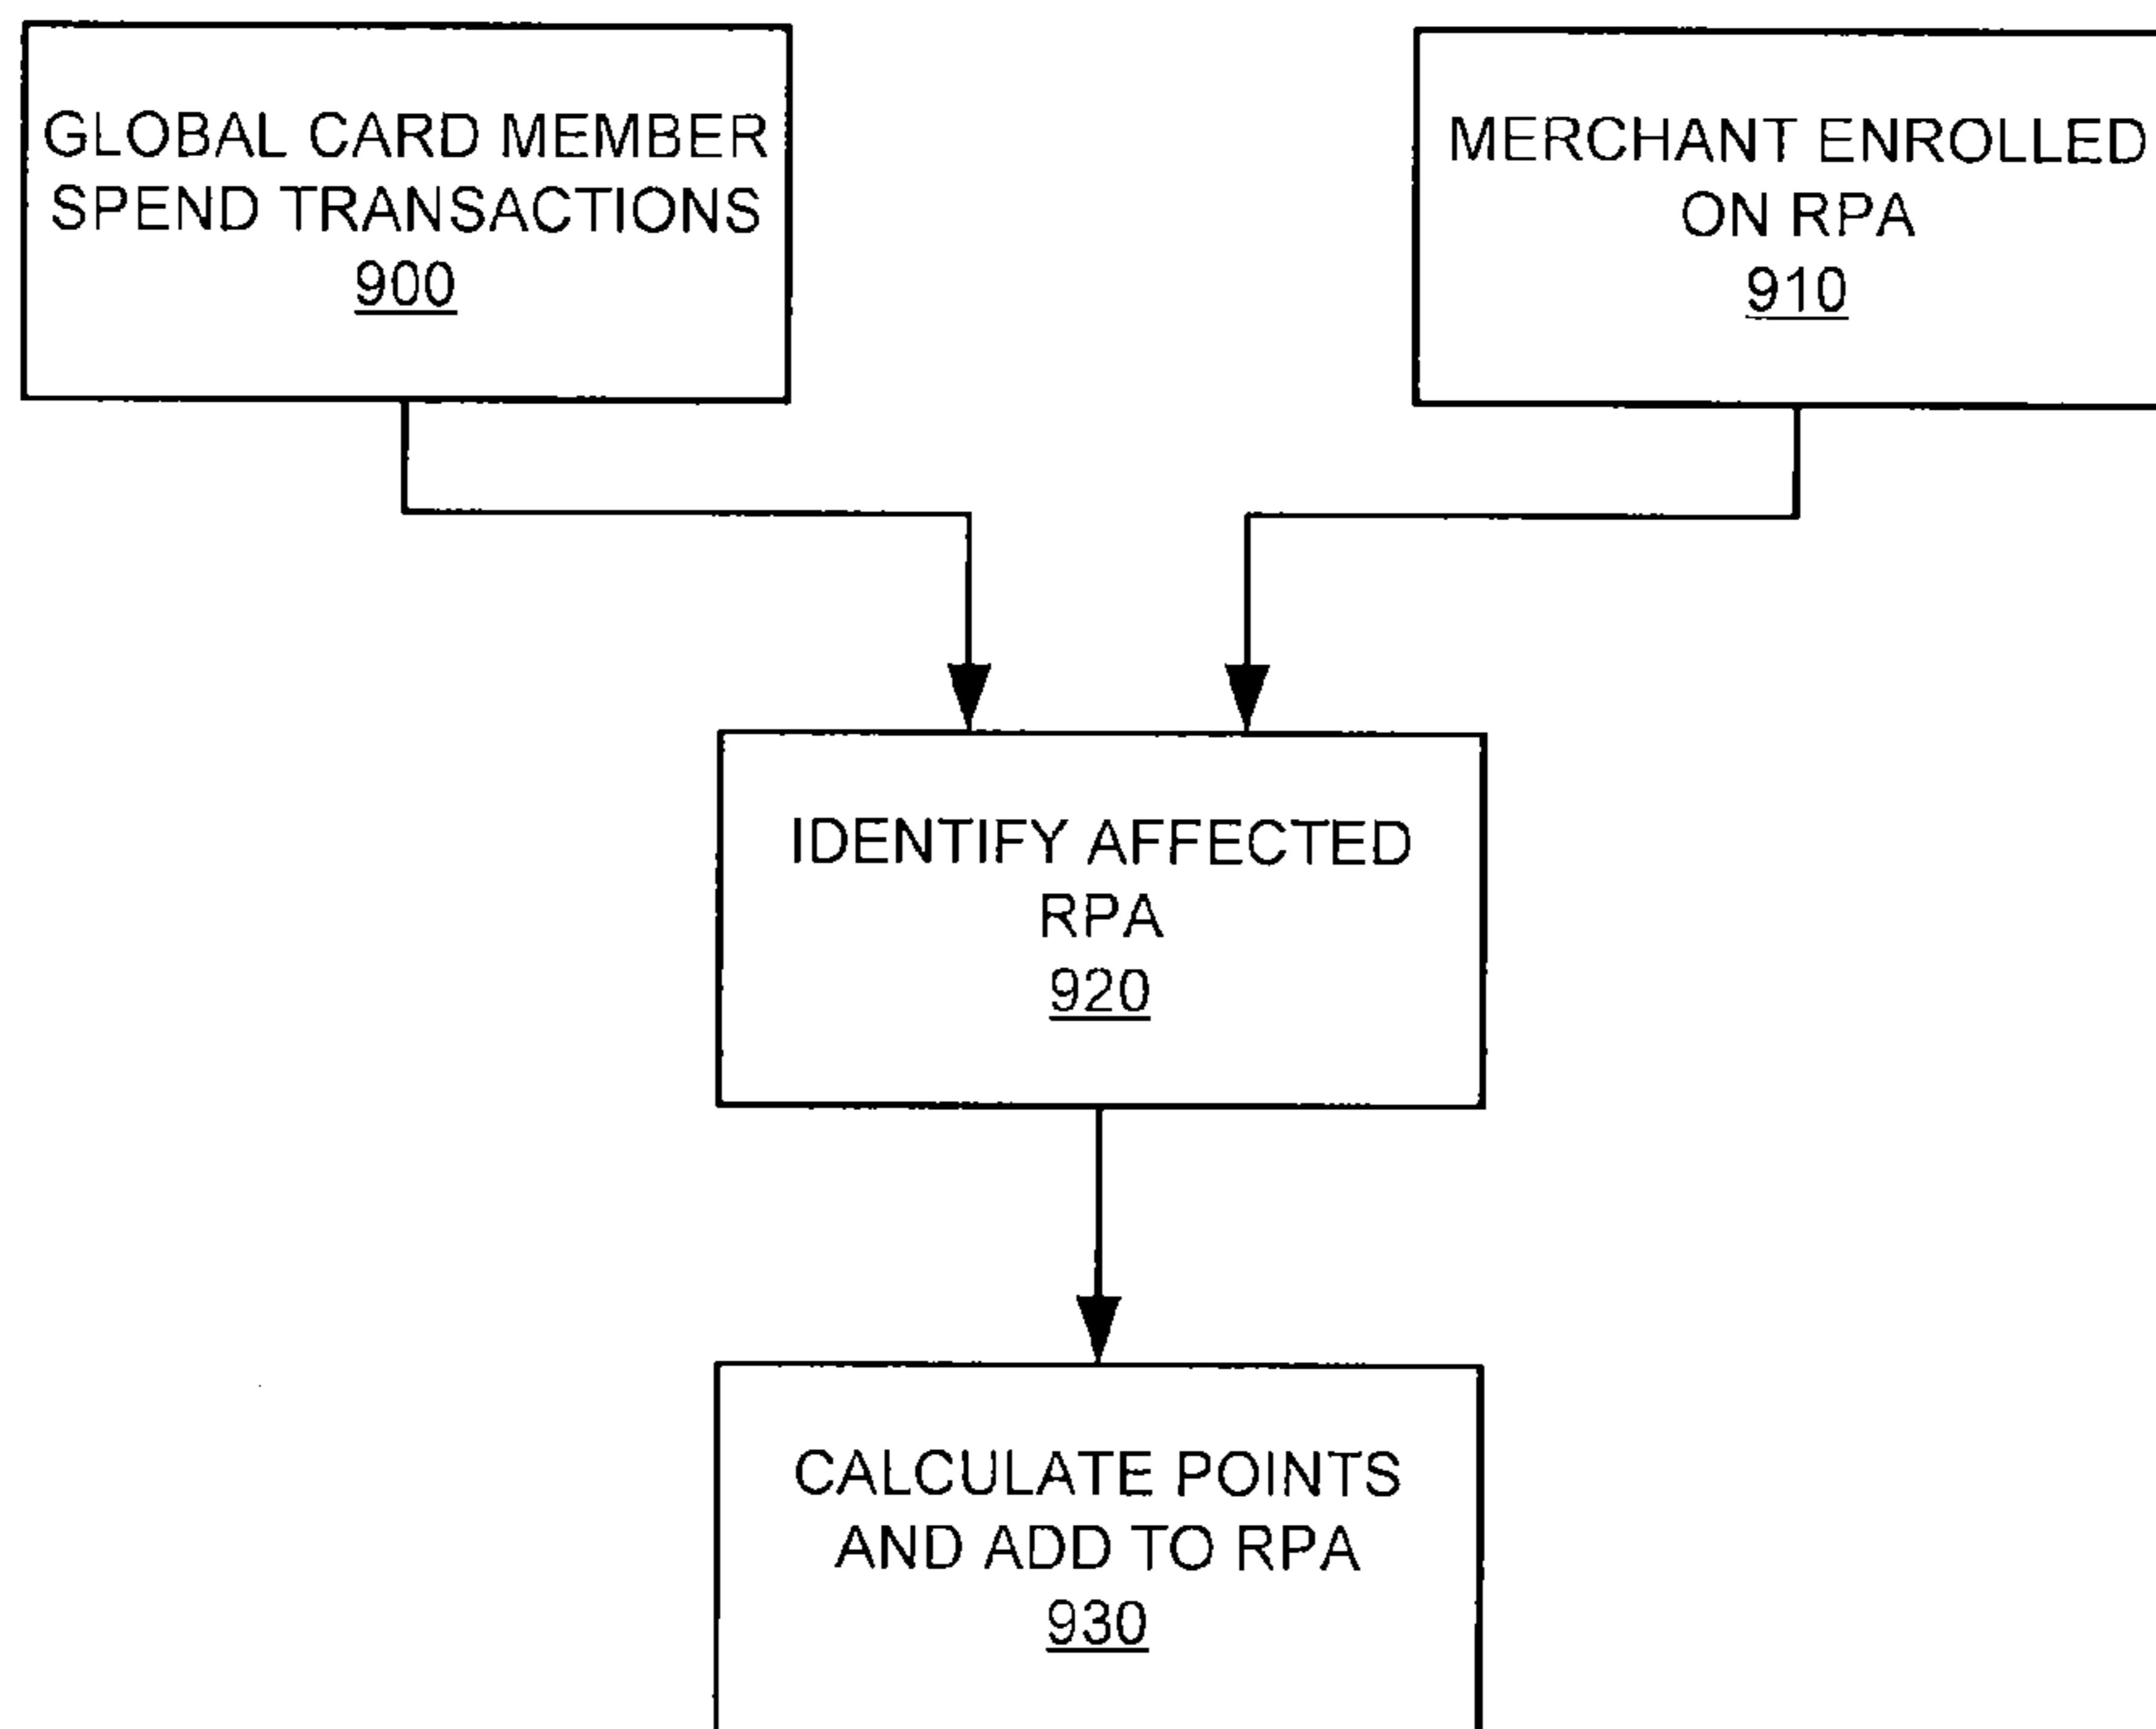 GLOBAL CARD MEMBER
SPEND TRANSACTIONS
900
MERCHANT ENROLLED
ON RPA
910
IDENTIFY AFFECTED
RPA
920
CALCULATE POINTS
AND ADD TO RPA
930